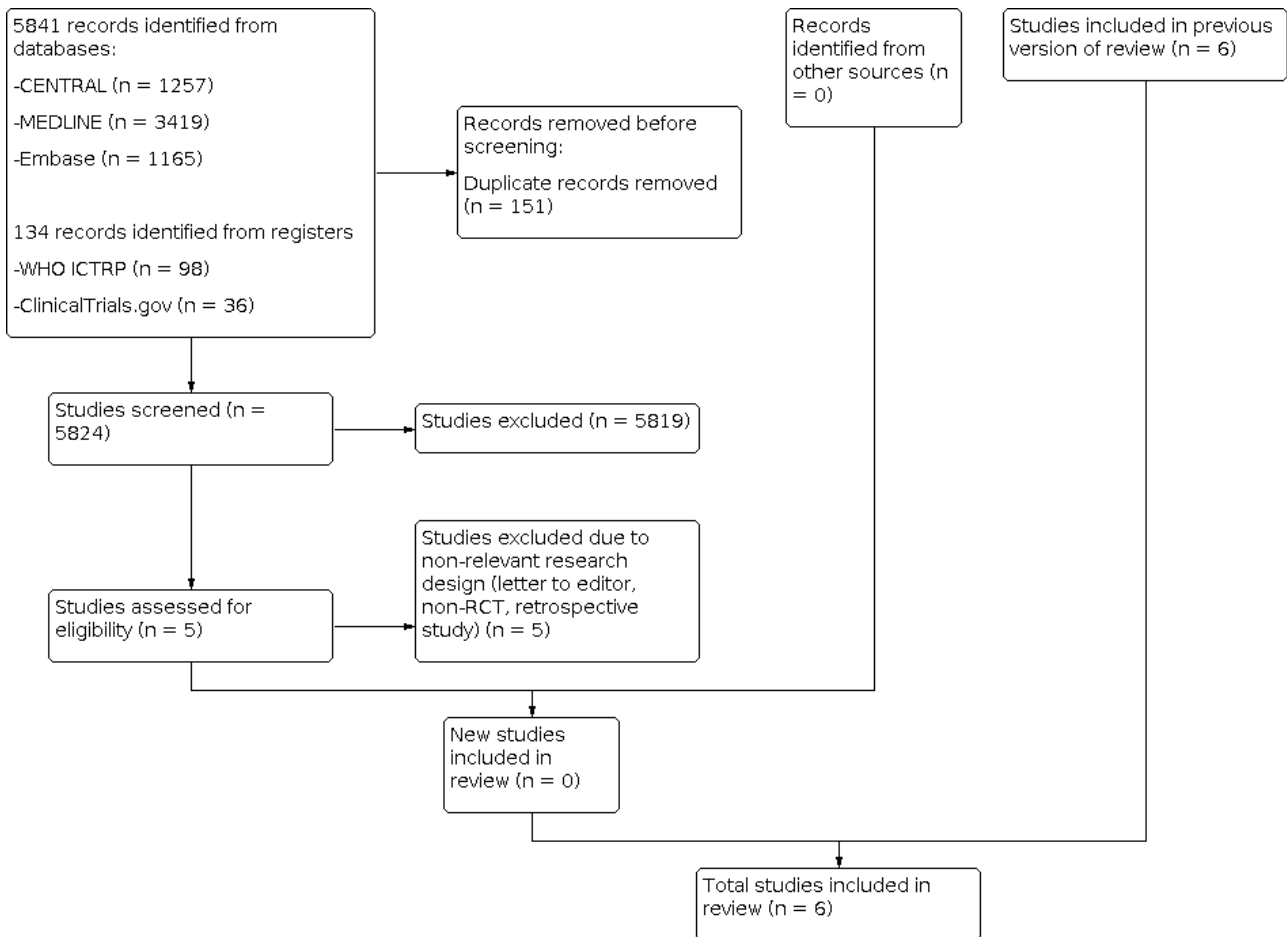 5841 records identified from
databases:
-CENTRAL (n = 1257)
-MEDLINE (n = 3419)
-Embase (n = 1165)
134 records identified from registers
-WHO ICTRP (n = 98)
-ClinicalTrials.gov (n = 36)
Records removed before
screening:
Duplicate records removed
(n = 151)
Records
identified from
other sources (n
= 0)
Studies included in previous
version of review (n = 6)
Studies screened (n =
5824)
Studies excluded (n = 5819)
Studies assessed for
eligibility (n = 5)
Studies excluded due to
non-relevant research
design (letter to editor,
non-RCT, retrospective
study) (n = 5)
New studies
included in
review (n = 0)
Total studies included in
review (n = 6)